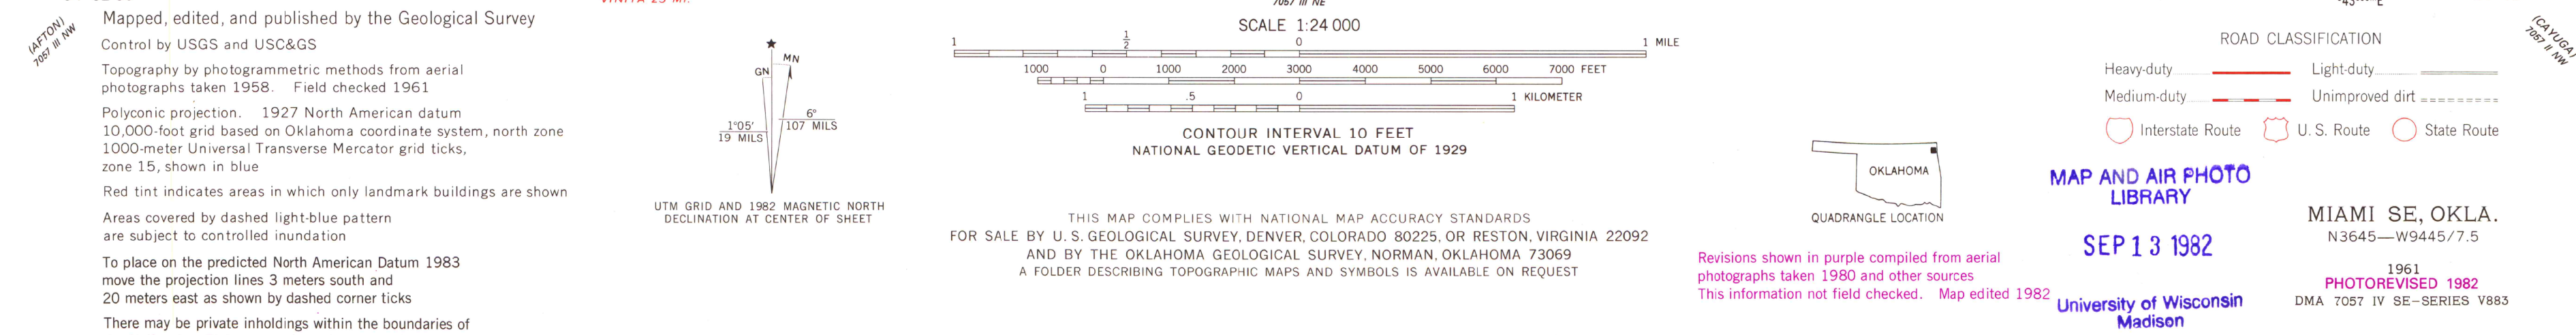 (AFTON)
7057 III NW
Mapped, edited, and published by the Geological Survey
Control by USGS and USC&GS
Topography by photogrammetric methods from aerial
photographs taken 1958. Field checked 1961
Polyconic projection. 1927 North American datum
10,000-foot grid based on Oklahoma coordinate system, north zone
1000-meter Universal Transverse Mercator grid ticks,
zone 15, shown in blue
Red tint indicates areas in which only landmark buildings are shown
Areas covered by dashed light-blue pattern
are subject to controlled inundation
To place on the predicted North American Datum 1983
move the projection lines 3 meters south and
20 meters east as shown by dashed corner ticks
There may be private inholdings within the boundaries of
MN
GN
1°05′
19 MILS
6°
107 MILS
UTM GRID AND 1982 MAGNETIC NORTH
DECLINATION AT CENTER OF SHEET
7057 III NE
SCALE 1:24 000
1 1/2 0 1 MILE
1000 0 1000 2000 3000 4000 5000 6000 7000 FEET
1 .5 0 1 KILOMETER
CONTOUR INTERVAL 10 FEET
NATIONAL GEODETIC VERTICAL DATUM OF 1929
THIS MAP COMPLIES WITH NATIONAL MAP ACCURACY STANDARDS
FOR SALE BY U.S. GEOLOGICAL SURVEY, DENVER, COLORADO 80225, OR RESTON, VIRGINIA 22092
AND BY THE OKLAHOMA GEOLOGICAL SURVEY, NORMAN, OKLAHOMA 73069
A FOLDER DESCRIBING TOPOGRAPHIC MAPS AND SYMBOLS IS AVAILABLE ON REQUEST
OKLAHOMA
QUADRANGLE LOCATION
Revisions shown in purple compiled from aerial
photographs taken 1980 and other sources
This information not field checked. Map edited 1982
ROAD CLASSIFICATION
Heavy-duty Light-duty
Medium-duty Unimproved dirt
Interstate Route U.S. Route State Route
(CAYUGA)
7057 II NW
MAP AND AIR PHOTO
LIBRARY
SEP 13 1982
University of Wisconsin
Madison
MIAMI SE, OKLA.
N3645—W9445/7.5
1961
PHOTOREVISED 1982
DMA 7057 IV SE-SERIES V883